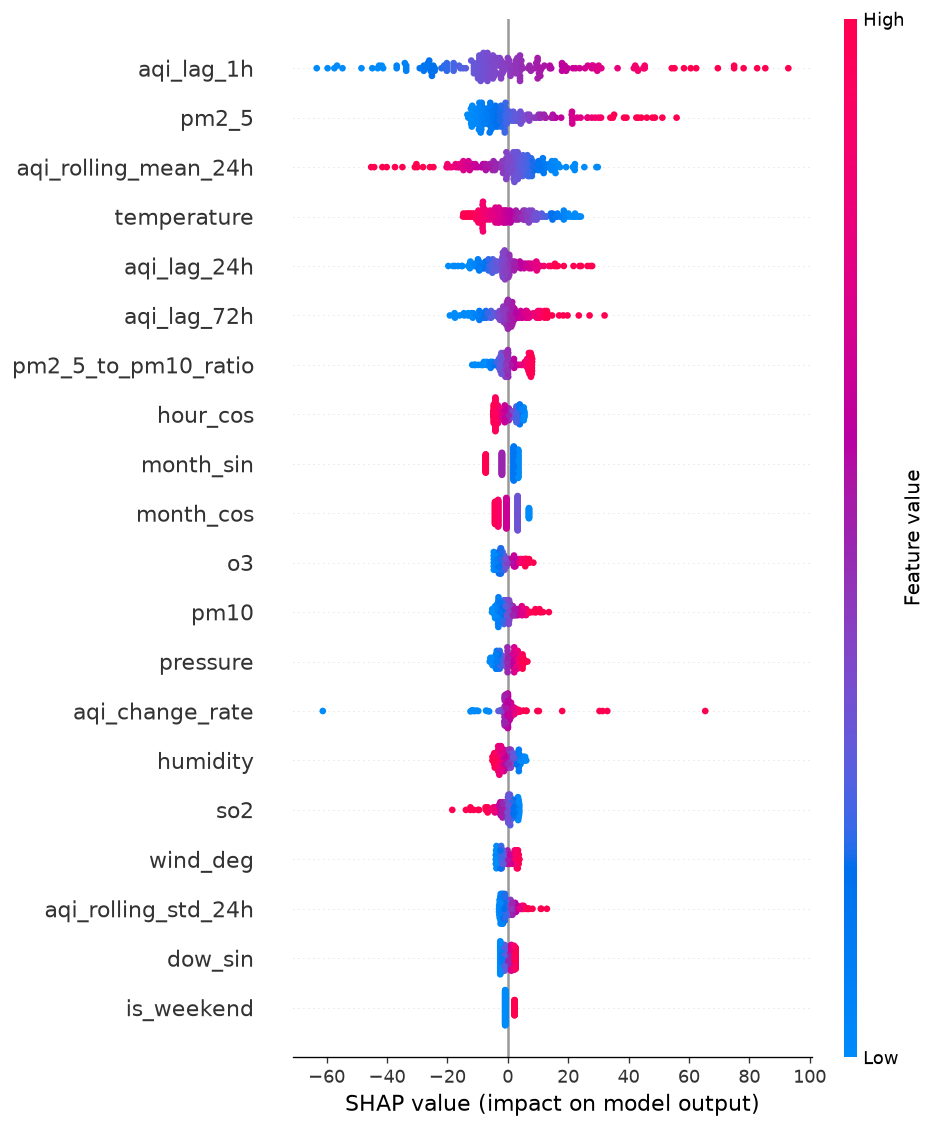 High
aqi_lag_1h
pm2_5
aqi_rolling_mean_24h
temperature
aqi_lag_24h
aqi_lag_72h
pm2_5_to_pm10_ratio
hour_cos
month_sin
month_cos
o3
pm10
pressure
aqi_change_rate
humidity
so2
wind_deg
aqi_rolling_std_24h
dow_sin
is_weekend
Feature value
Low
−60 −40 −20 0 20 40 60 80 100
SHAP value (impact on model output)